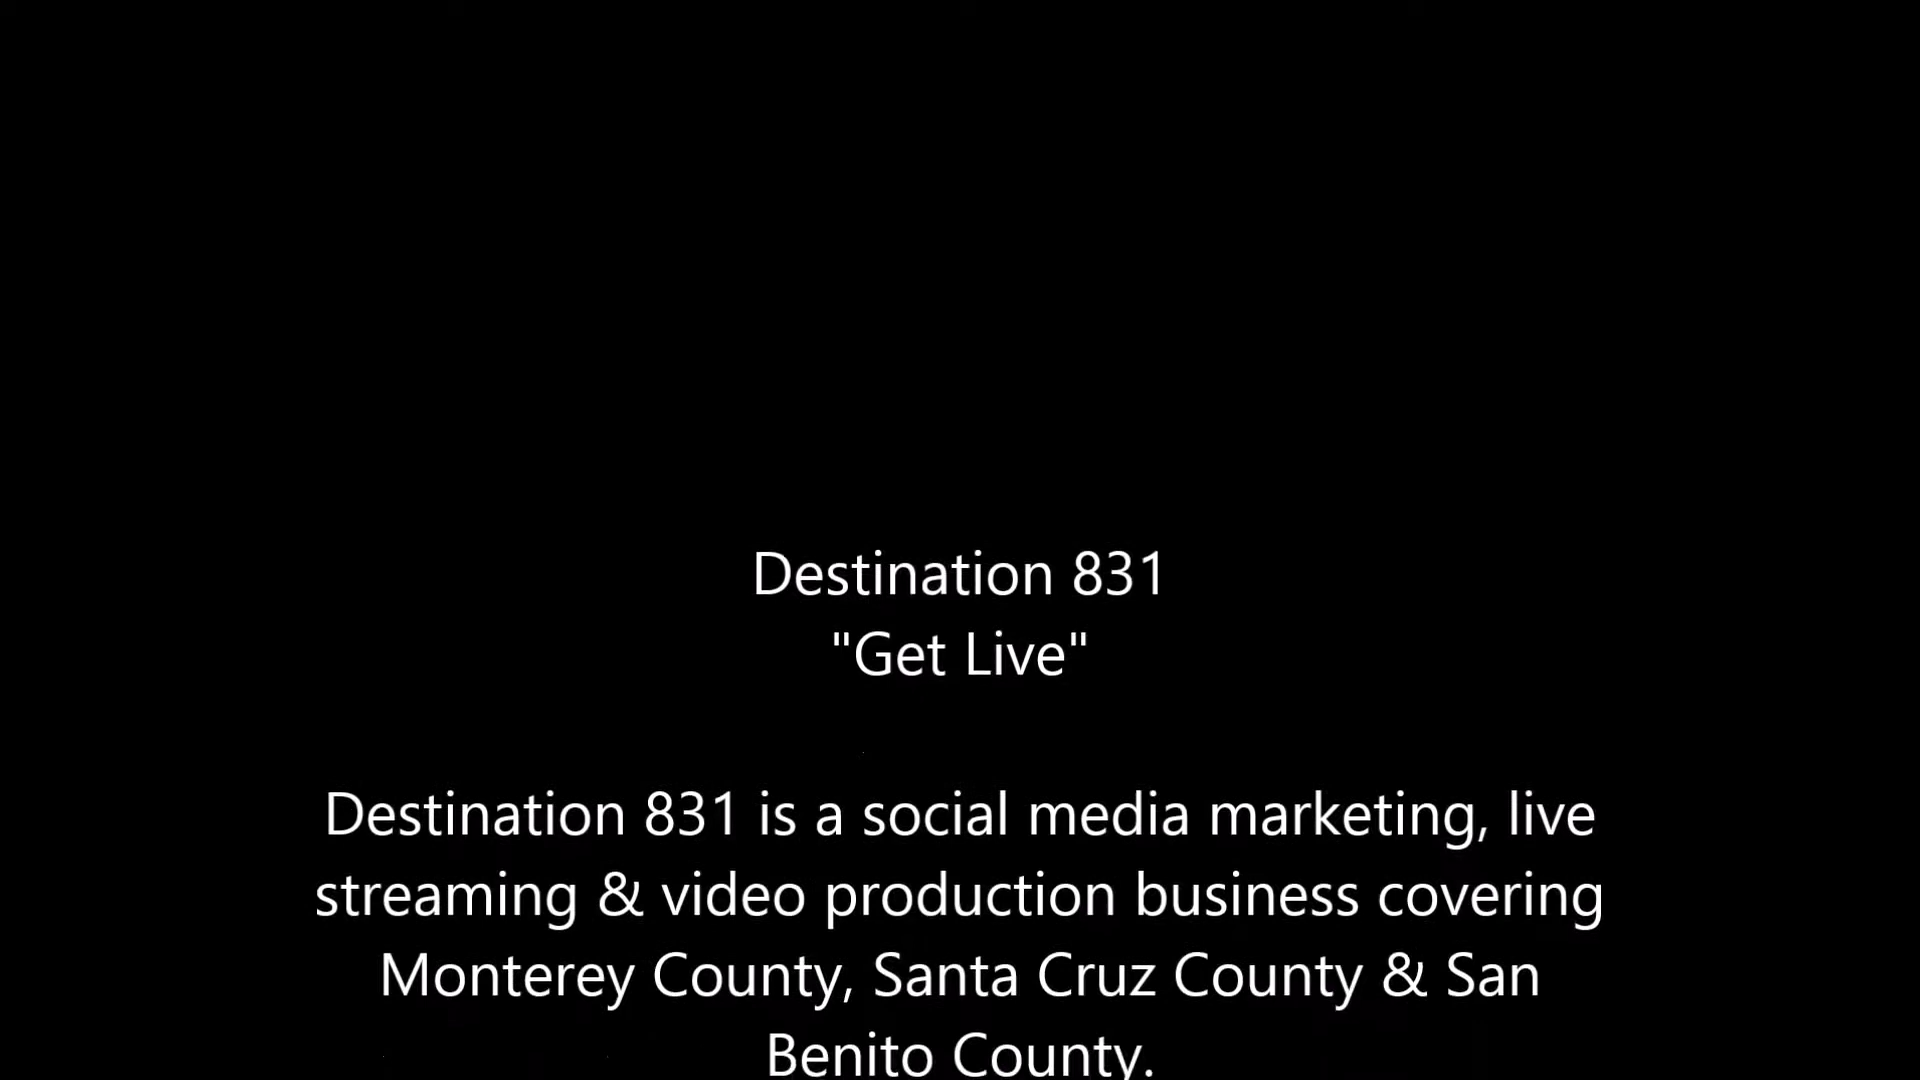 Destination 831
"Get Live"
Destination 831 is a social media marketing, live
streaming & video production business covering
Monterey County, Santa Cruz County & San
Benito County.